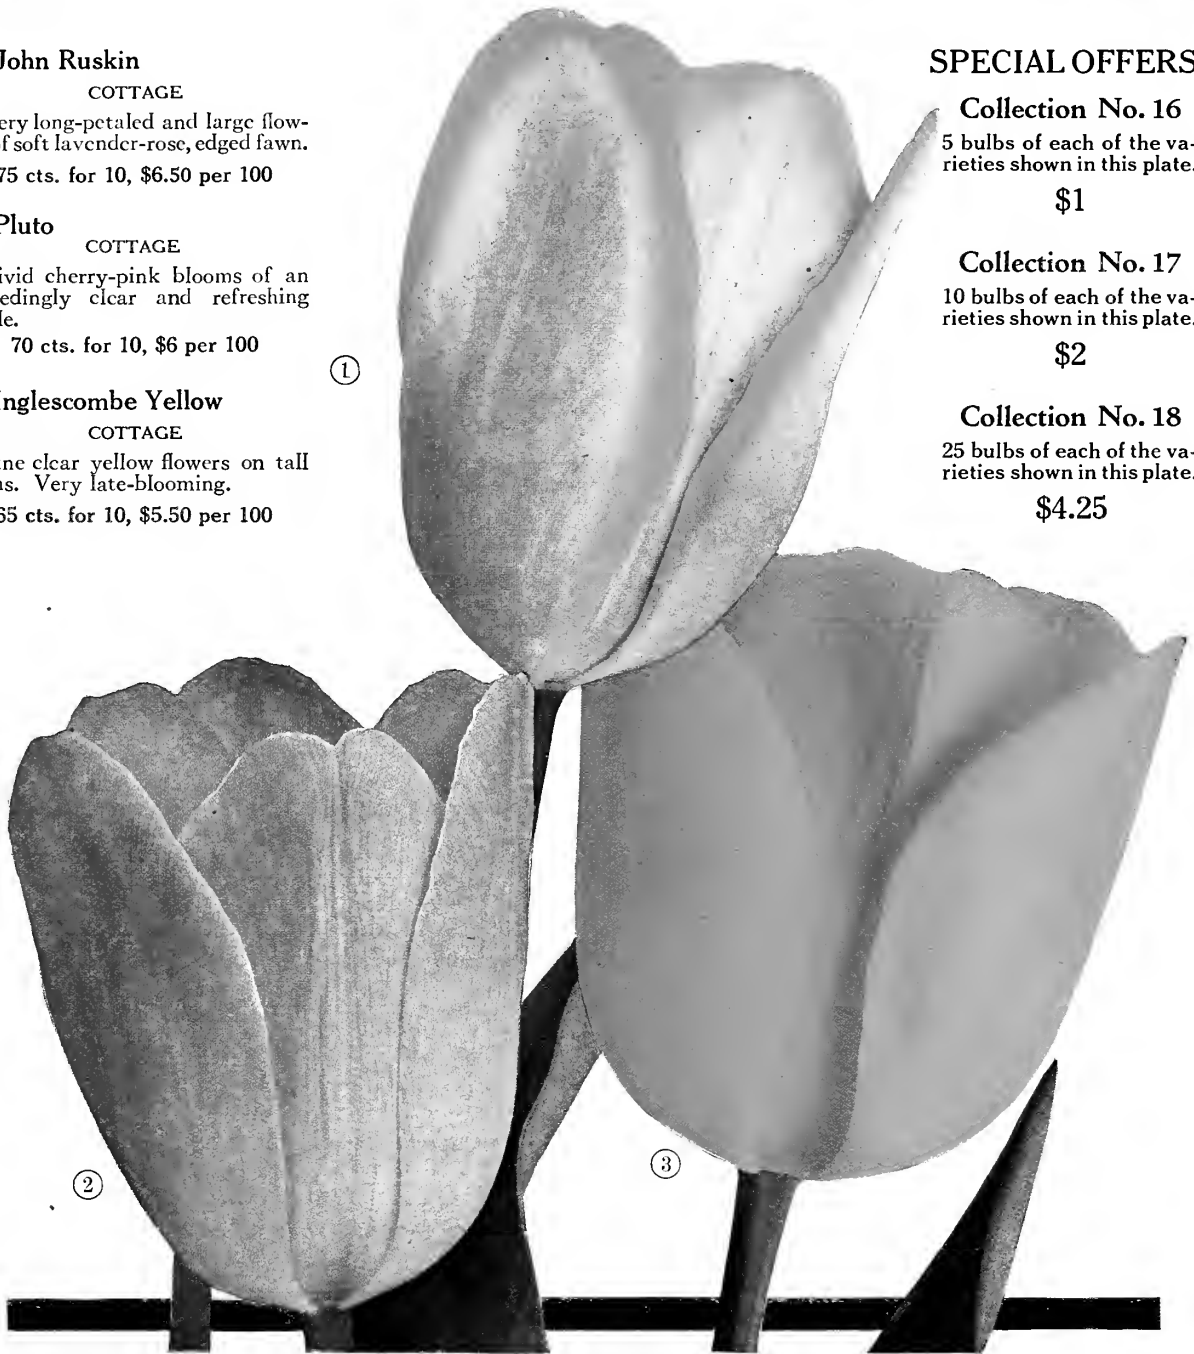 John Ruskin
COTTAGE
ery long-petaled and large flow-
f soft lavender-rose, edged fawn.
75 cts. for 10, $6.50 per 100
Pluto
COTTAGE
ivid cherry-pink blooms of an
edingly clear and refreshing
le.
70 cts. for 10, $6 per 100
Inglescombe Yellow
COTTAGE
ine clear yellow flowers on tall
ns. Very late-blooming.
65 cts. for 10, $5.50 per 100
SPECIAL OFFERS
Collection No. 16
5 bulbs of each of the va-
rieties shown in this plate.
$1
Collection No. 17
10 bulbs of each of the va-
rieties shown in this plate.
$2
Collection No. 18
25 bulbs of each of the va-
rieties shown in this plate.
$4.25
1
2
3